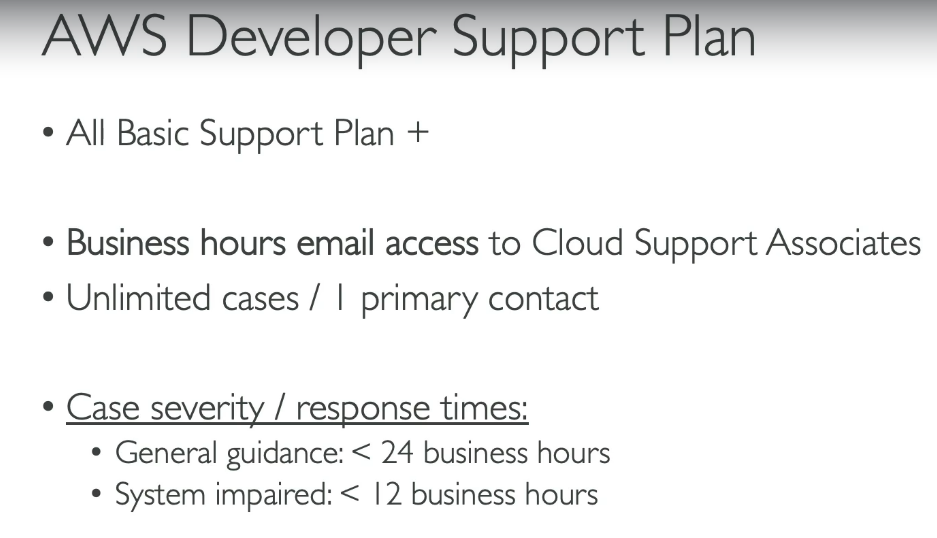 AWS Developer Support Plan
• All Basic Support Plan +
• Business hours email access to Cloud Support Associates
• Unlimited cases / 1 primary contact
• Case severity / response times:
• General guidance: < 24 business hours
• System impaired: < 12 business hours